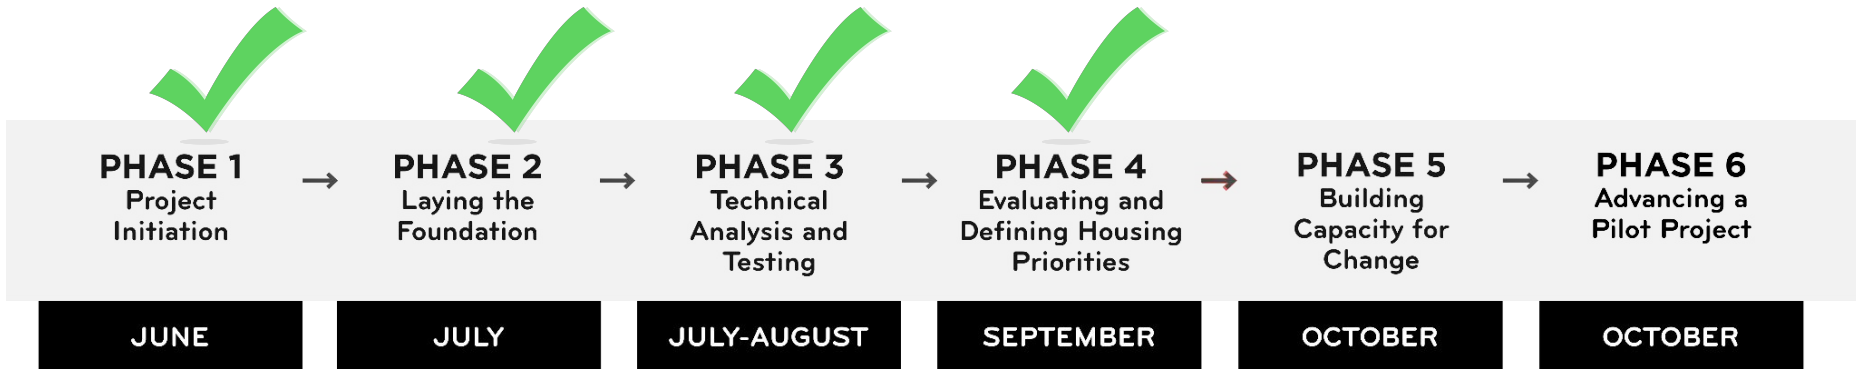 PHASE 1
Project
Initiation
JUNE
PHASE 2
Laying the
Foundation
JULY
PHASE 3
Technical
Analysis and
Testing
JULY-AUGUST
PHASE 4
Evaluating and
Defining Housing
Priorities
SEPTEMBER
PHASE 5
Building
Capacity for
Change
OCTOBER
PHASE 6
Advancing a
Pilot Project
OCTOBER